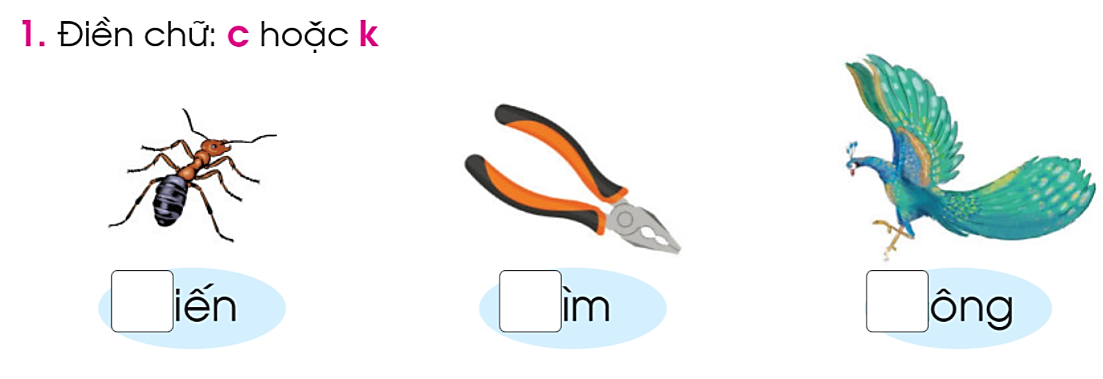 1. Điền chữ: c hoặc k
iến ìm ông